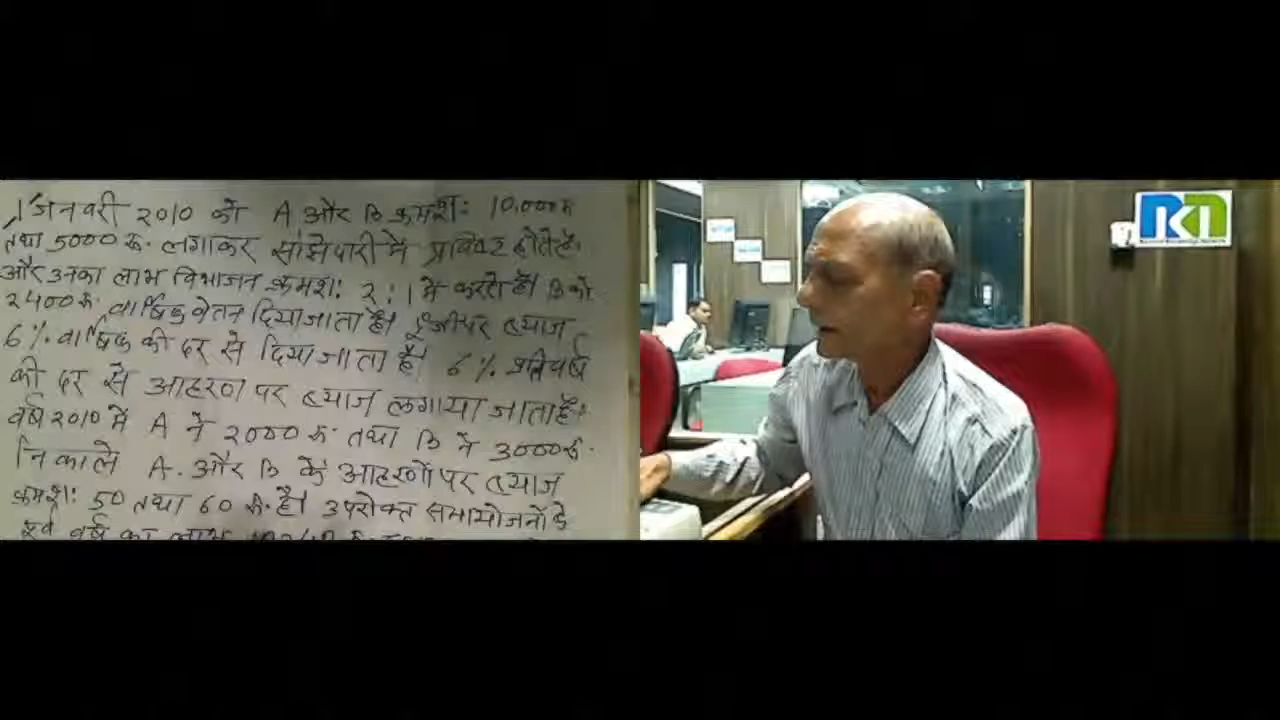 1 जनवरी 2010 को A और B क्रमश: 10,000 रु
तथा 5000 रु. लगाकर साझेपारी में प्रविष्ट होते है।
और उनका लाभ विभाजन क्रमश: 2:1 में करते है। B को
2400 रु. वार्षिक वेतन दिया जाता है। पूँजी पर ब्याज
6%. वार्षिक की दर से दिया जाता है। 6%. प्रतिवर्ष
की दर से आहरण पर ब्याज लगाया जाता है।
वर्ष 2010 में A ने 2000 रु. तथा B ने 3000 रु.
निकाले A. और B के आहरणों पर ब्याज
क्रमश: 50 तथा 60 रु. है। उपरोक्त समायोजनों के
पूर्व वर्ष का लाभ
RKN